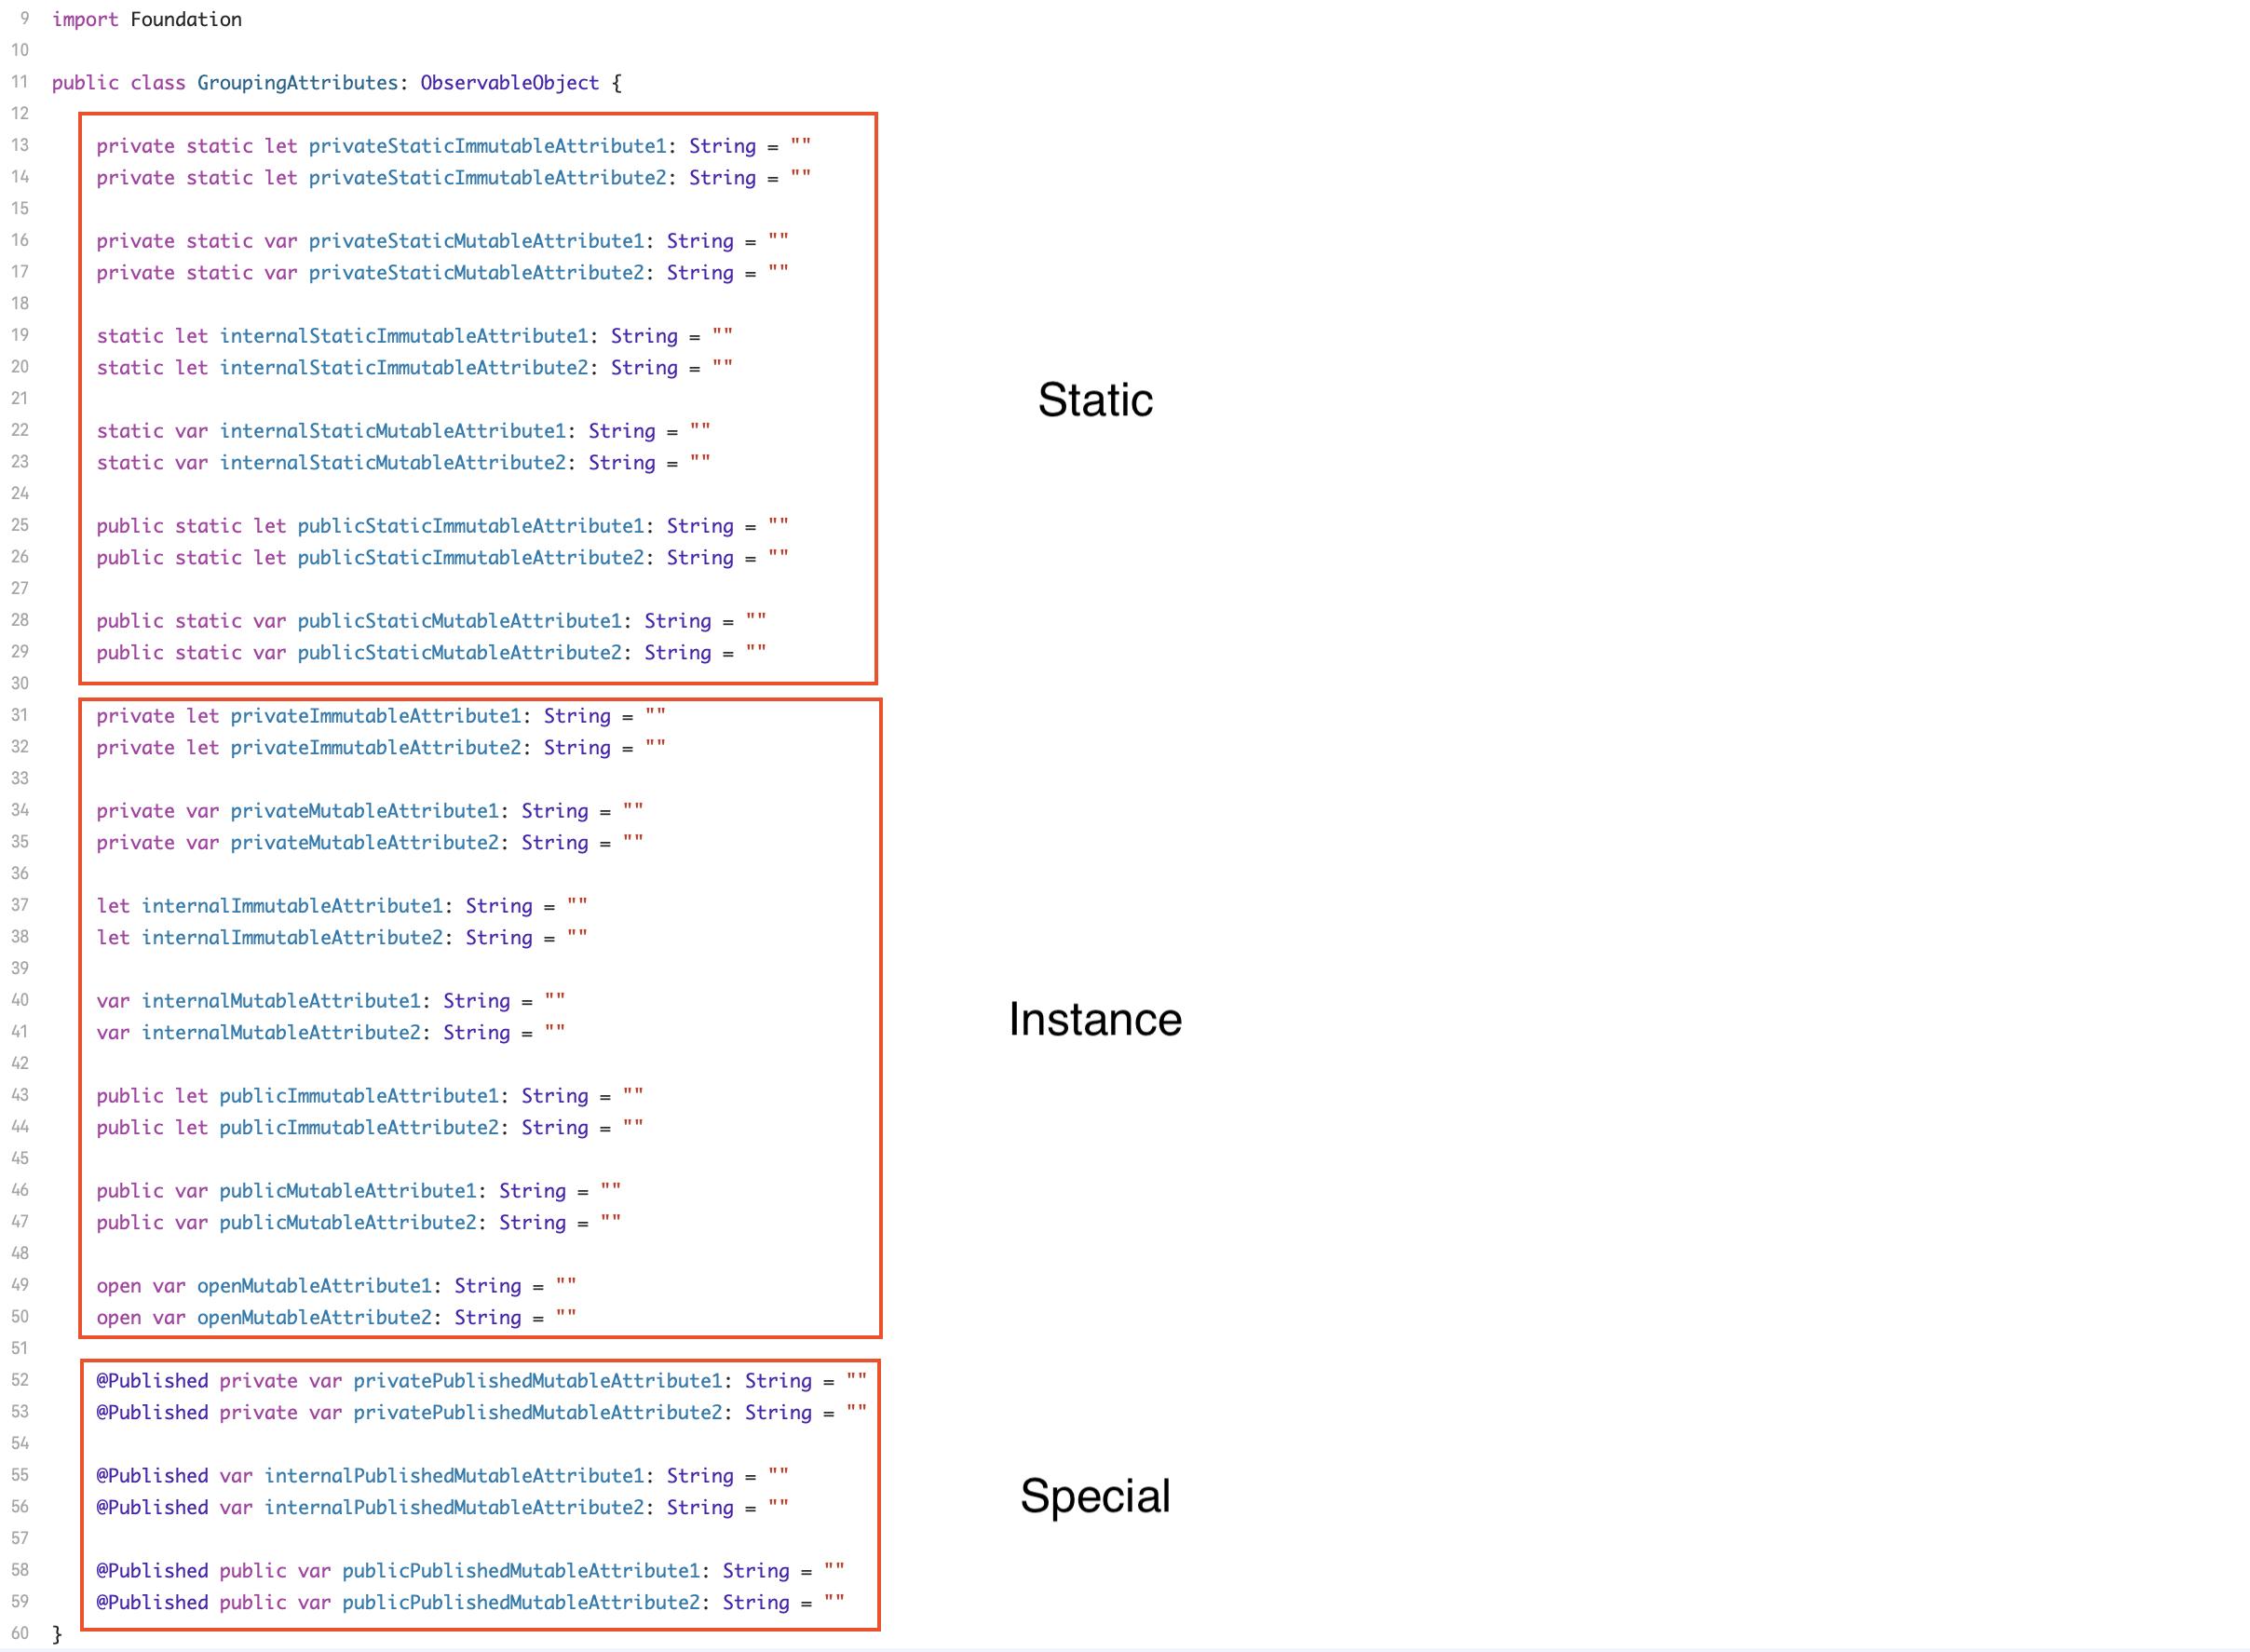 9 import Foundation
10
11 public class GroupingAttributes: ObservableObject {
12
13 private static let privateStaticImmutableAttribute1: String = ""
14 private static let privateStaticImmutableAttribute2: String = ""
15
16 private static var privateStaticMutableAttribute1: String = ""
17 private static var privateStaticMutableAttribute2: String = ""
18
19 static let internalStaticImmutableAttribute1: String = ""
20 static let internalStaticImmutableAttribute2: String = ""
21
Static
22 static var internalStaticMutableAttribute1: String = ""
23 static var internalStaticMutableAttribute2: String = ""
24
25 public static let publicStaticImmutableAttribute1: String = ""
26 public static let publicStaticImmutableAttribute2: String = ""
27
28 public static var publicStaticMutableAttribute1: String = ""
29 public static var publicStaticMutableAttribute2: String = ""
30
31 private let privateImmutableAttribute1: String = ""
32 private let privateImmutableAttribute2: String = ""
33
34 private var privateMutableAttribute1: String = ""
35 private var privateMutableAttribute2: String = ""
36
37 let internalImmutableAttribute1: String = ""
38 let internalImmutableAttribute2: String = ""
39
40 var internalMutableAttribute1: String = ""
Instance
41 var internalMutableAttribute2: String = ""
42
43 public let publicImmutableAttribute1: String = ""
44 public let publicImmutableAttribute2: String = ""
45
46 public var publicMutableAttribute1: String = ""
47 public var publicMutableAttribute2: String = ""
48
49 open var openMutableAttribute1: String = ""
50 open var openMutableAttribute2: String = ""
51
52 @Published private var privatePublishedMutableAttribute1: String = ""
53 @Published private var privatePublishedMutableAttribute2: String = ""
54
55 @Published var internalPublishedMutableAttribute1: String = ""
Special
56 @Published var internalPublishedMutableAttribute2: String = ""
57
58 @Published public var publicPublishedMutableAttribute1: String = ""
59 @Published public var publicPublishedMutableAttribute2: String = ""
60 }